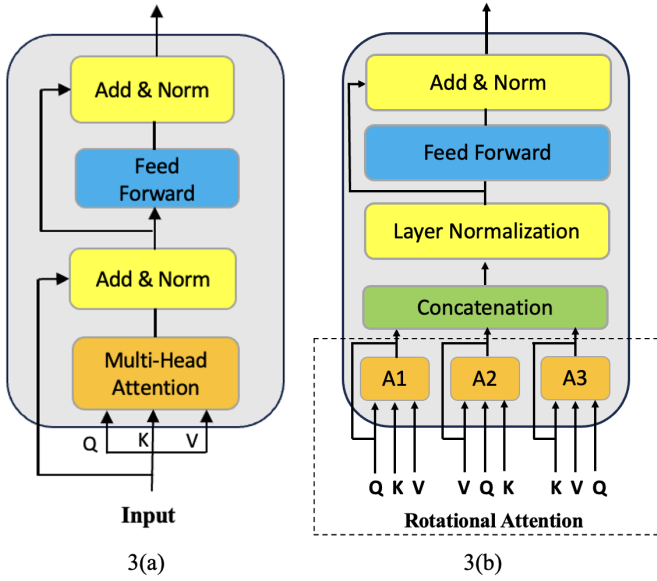 Add & Norm
Feed
Forward
Add & Norm
Multi-Head
Attention
Q K V
Input
3(a)
Add & Norm
Feed Forward
Layer Normalization
Concatenation
A1 A2 A3
Q K V V Q K K V Q
Rotational Attention
3(b)